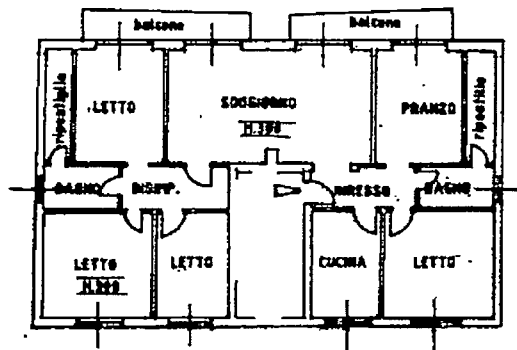 balcone
balcone
ripostiglio
LETTO
SOGGIORNO
PRANZO
ripostiglio
BAGNO
DISIMP.
INGRESSO
BAGNO
LETTO
LETTO
CUCINA
LETTO